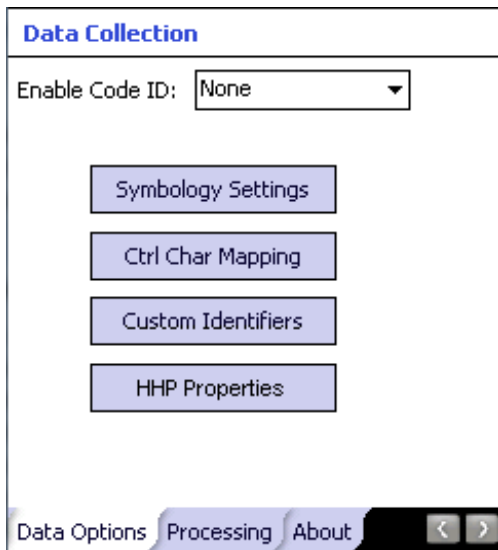 Data Collection
Enable Code ID: None
Symbology Settings
Ctrl Char Mapping
Custom Identifiers
HHP Properties
Data Options Processing About